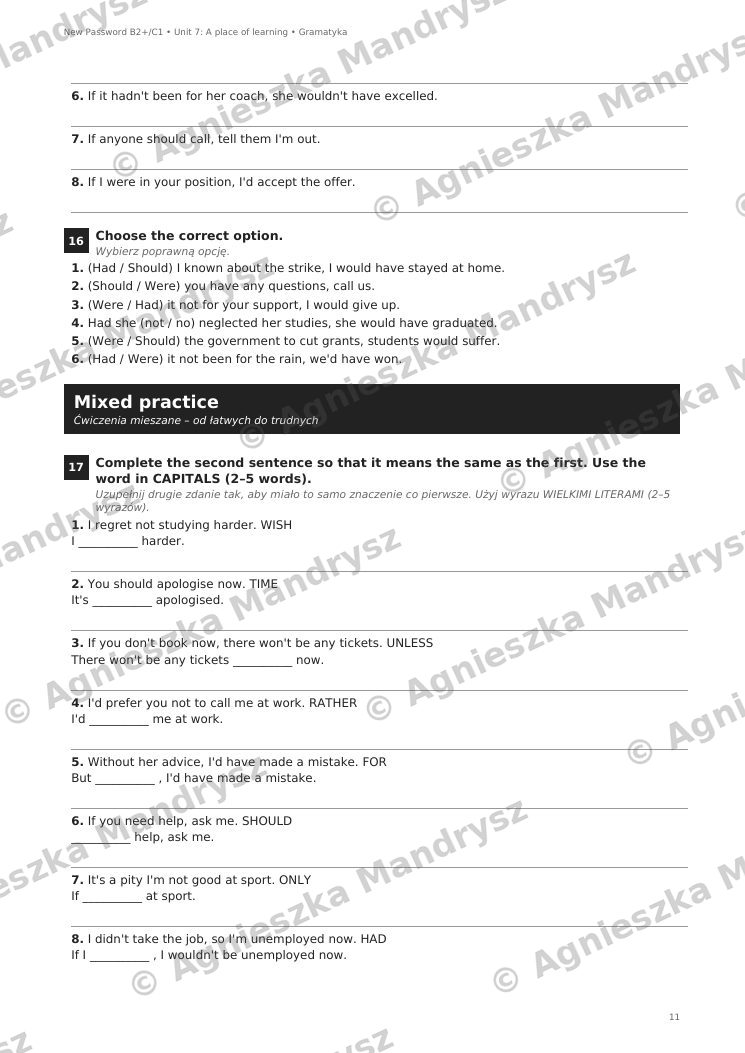 New Password B2+/C1 • Unit 7: A place of learning • Gramatyka
6. If it hadn't been for her coach, she wouldn't have excelled.
7. If anyone should call, tell them I'm out.
8. If I were in your position, I'd accept the offer.
16 Choose the correct option.
Wybierz poprawną opcję.
1. (Had / Should) I known about the strike, I would have stayed at home.
2. (Should / Were) you have any questions, call us.
3. (Were / Had) it not for your support, I would give up.
4. Had she (not / no) neglected her studies, she would have graduated.
5. (Were / Should) the government to cut grants, students would suffer.
6. (Had / Were) it not been for the rain, we'd have won.
Mixed practice
Ćwiczenia mieszane – od łatwych do trudnych
17 Complete the second sentence so that it means the same as the first. Use the
word in CAPITALS (2–5 words).
Uzupełnij drugie zdanie tak, aby miało to samo znaczenie co pierwsze. Użyj wyrazu WIELKIMI LITERAMI (2–5
wyrazów).
1. I regret not studying harder. WISH
I __________ harder.
2. You should apologise now. TIME
It's __________ apologised.
3. If you don't book now, there won't be any tickets. UNLESS
There won't be any tickets __________ now.
4. I'd prefer you not to call me at work. RATHER
I'd __________ me at work.
5. Without her advice, I'd have made a mistake. FOR
But __________ , I'd have made a mistake.
6. If you need help, ask me. SHOULD
__________ help, ask me.
7. It's a pity I'm not good at sport. ONLY
If __________ at sport.
8. I didn't take the job, so I'm unemployed now. HAD
If I __________ , I wouldn't be unemployed now.
11
© Agnieszka Mandrysz